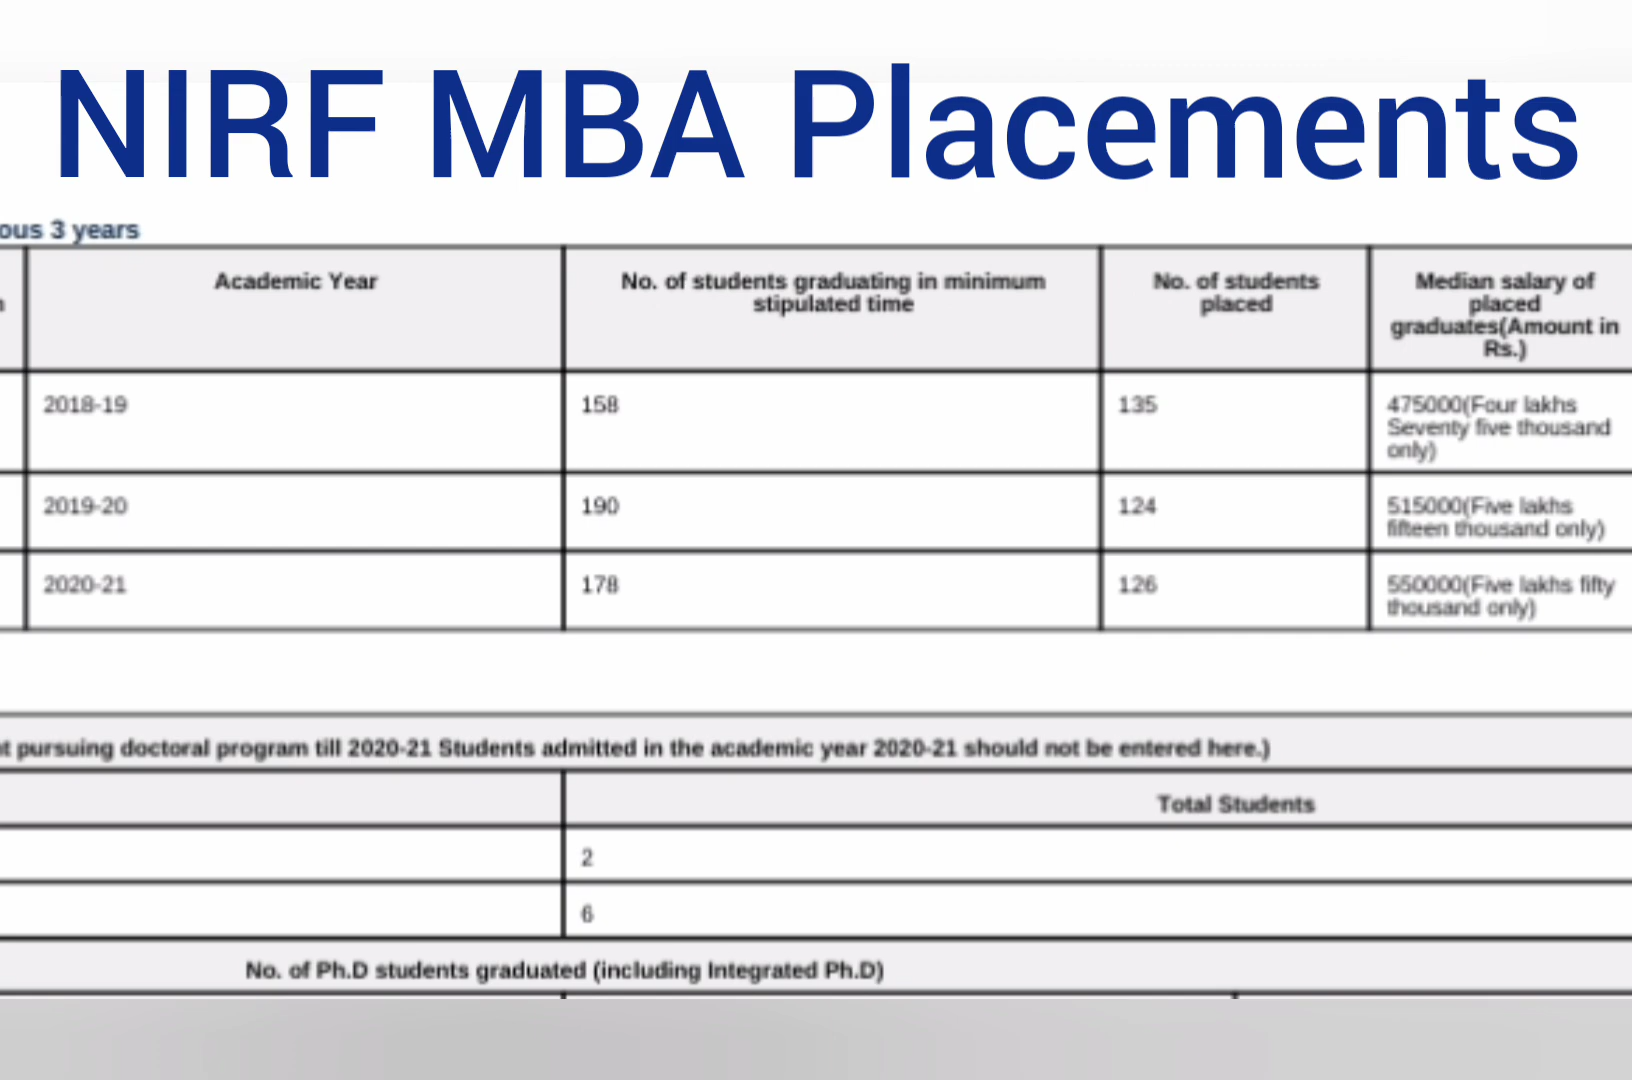 NIRF MBA Placements
ous 3 years
Academic Year
No. of students graduating in minimum
stipulated time
No. of students
placed
Median salary of
placed
graduates(Amount in
Rs.)
2018-19
158
135
475000(Four lakhs
Seventy five thousand
only)
2019-20
190
124
515000(Five lakhs
fifteen thousand only)
2020-21
178
126
550000(Five lakhs fifty
thousand only)
t pursuing doctoral program till 2020-21 Students admitted in the academic year 2020-21 should not be entered here.)
Total Students
2
6
No. of Ph.D students graduated (including Integrated Ph.D)